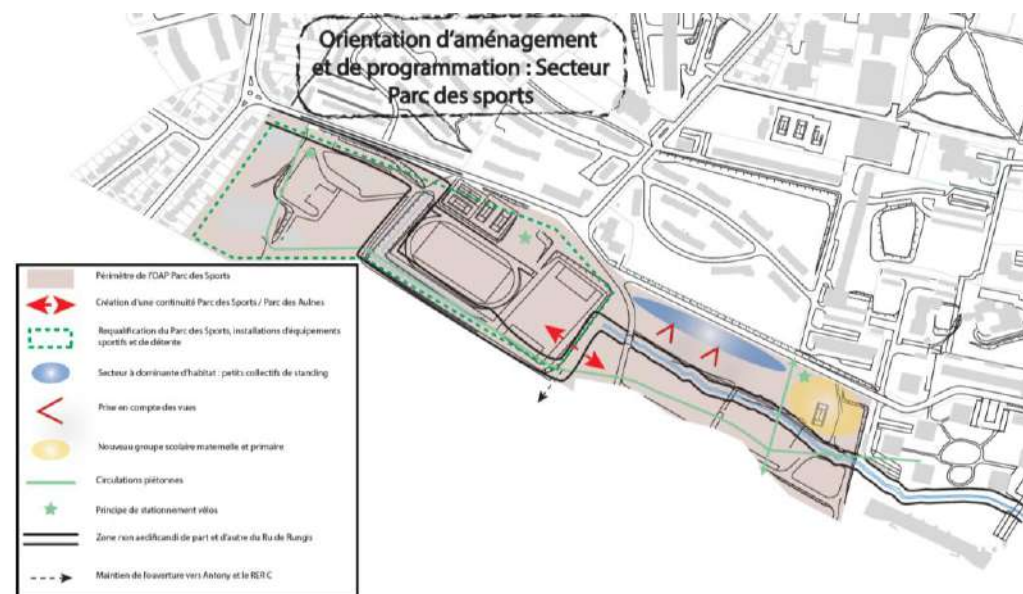 Orientation d'aménagement
et de programmation : Secteur
Parc des sports
Périmètre de l'OAP Parc des Sports
Création d'une continuité Parc des Sports / Parc des Aulnes
Requalification du Parc des Sports, installations d'équipements
sportifs et de détente
Secteur à dominante d'habitat : petits collectifs de standing
Prise en compte des vues
Nouveau groupe scolaire maternelle et primaire
Circulations piétonnes
Principe de stationnement vélos
Zone non aedificandi de part et d'autre du Ru de Rungis
Maintien de l'ouverture vers Antony et le RER C